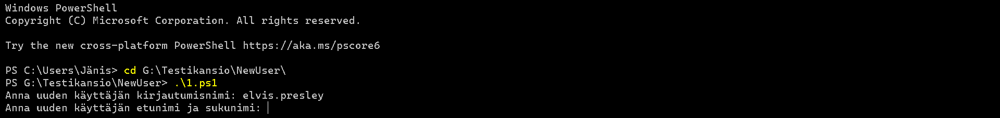 Windows PowerShell
Copyright (C) Microsoft Corporation. All rights reserved.
Try the new cross-platform PowerShell https://aka.ms/pscore6
PS C:\Users\Jänis> cd G:\Testikansio\NewUser\
PS G:\Testikansio\NewUser> .\1.ps1
Anna uuden käyttäjän kirjautumisnimi: elvis.presley
Anna uuden käyttäjän etunimi ja sukunimi: